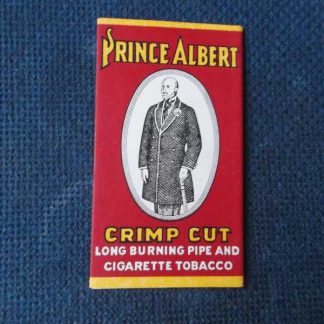 PRINCE ALBERT
CRIMP CUT
LONG BURNING PIPE AND
CIGARETTE TOBACCO